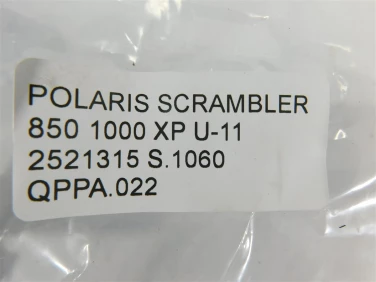 POLARIS SCRAMBLER
850 1000 XP U-11
2521315 S.1060
QPPA.022